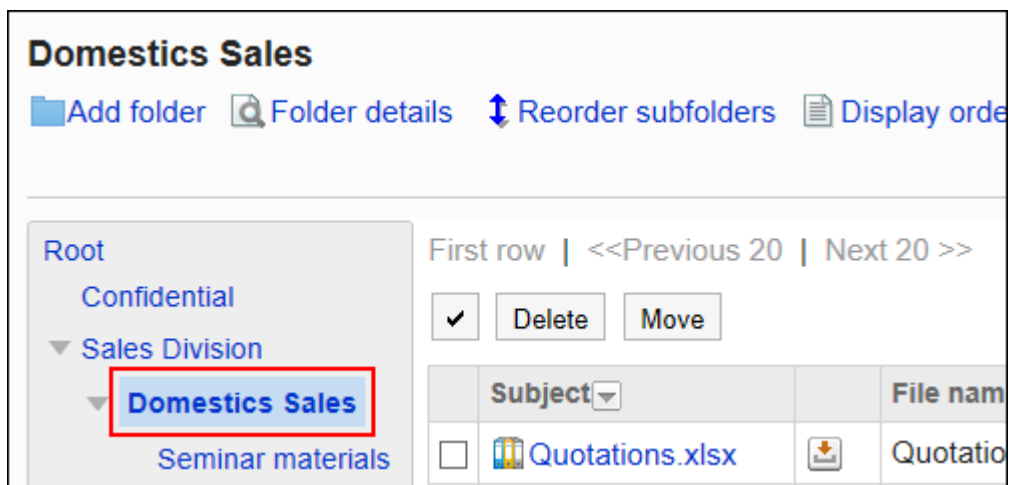 Domestics Sales
Add folder Folder details Reorder subfolders Display orde
Root
Confidential
Sales Division
Domestics Sales
Seminar materials
First row | <<Previous 20 | Next 20 >>
Delete Move
Subject File nam
Quotations.xlsx Quotatio